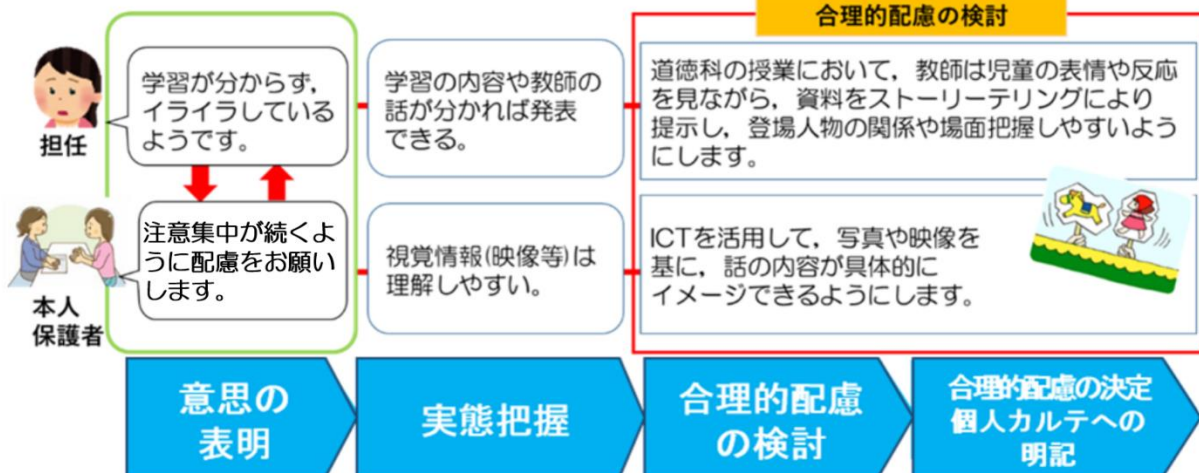 合理的配慮の検討
担任
学習が分からず，
イライラしている
ようです。
学習の内容や教師の
話が分かれば発表
できる。
道徳科の授業において，教師は児童の表情や反応
を見ながら，資料をストーリーテリングにより
提示し，登場人物の関係や場面把握しやすいよう
にします。
本人
保護者
注意集中が続くよ
うに配慮をお願い
します。
視覚情報(映像等)は
理解しやすい。
ICTを活用して，写真や映像を
基に，話の内容が具体的に
イメージできるようにします。
意思の
表明
実態把握
合理的配慮
の検討
合理的配慮の決定
個人カルテへの
明記